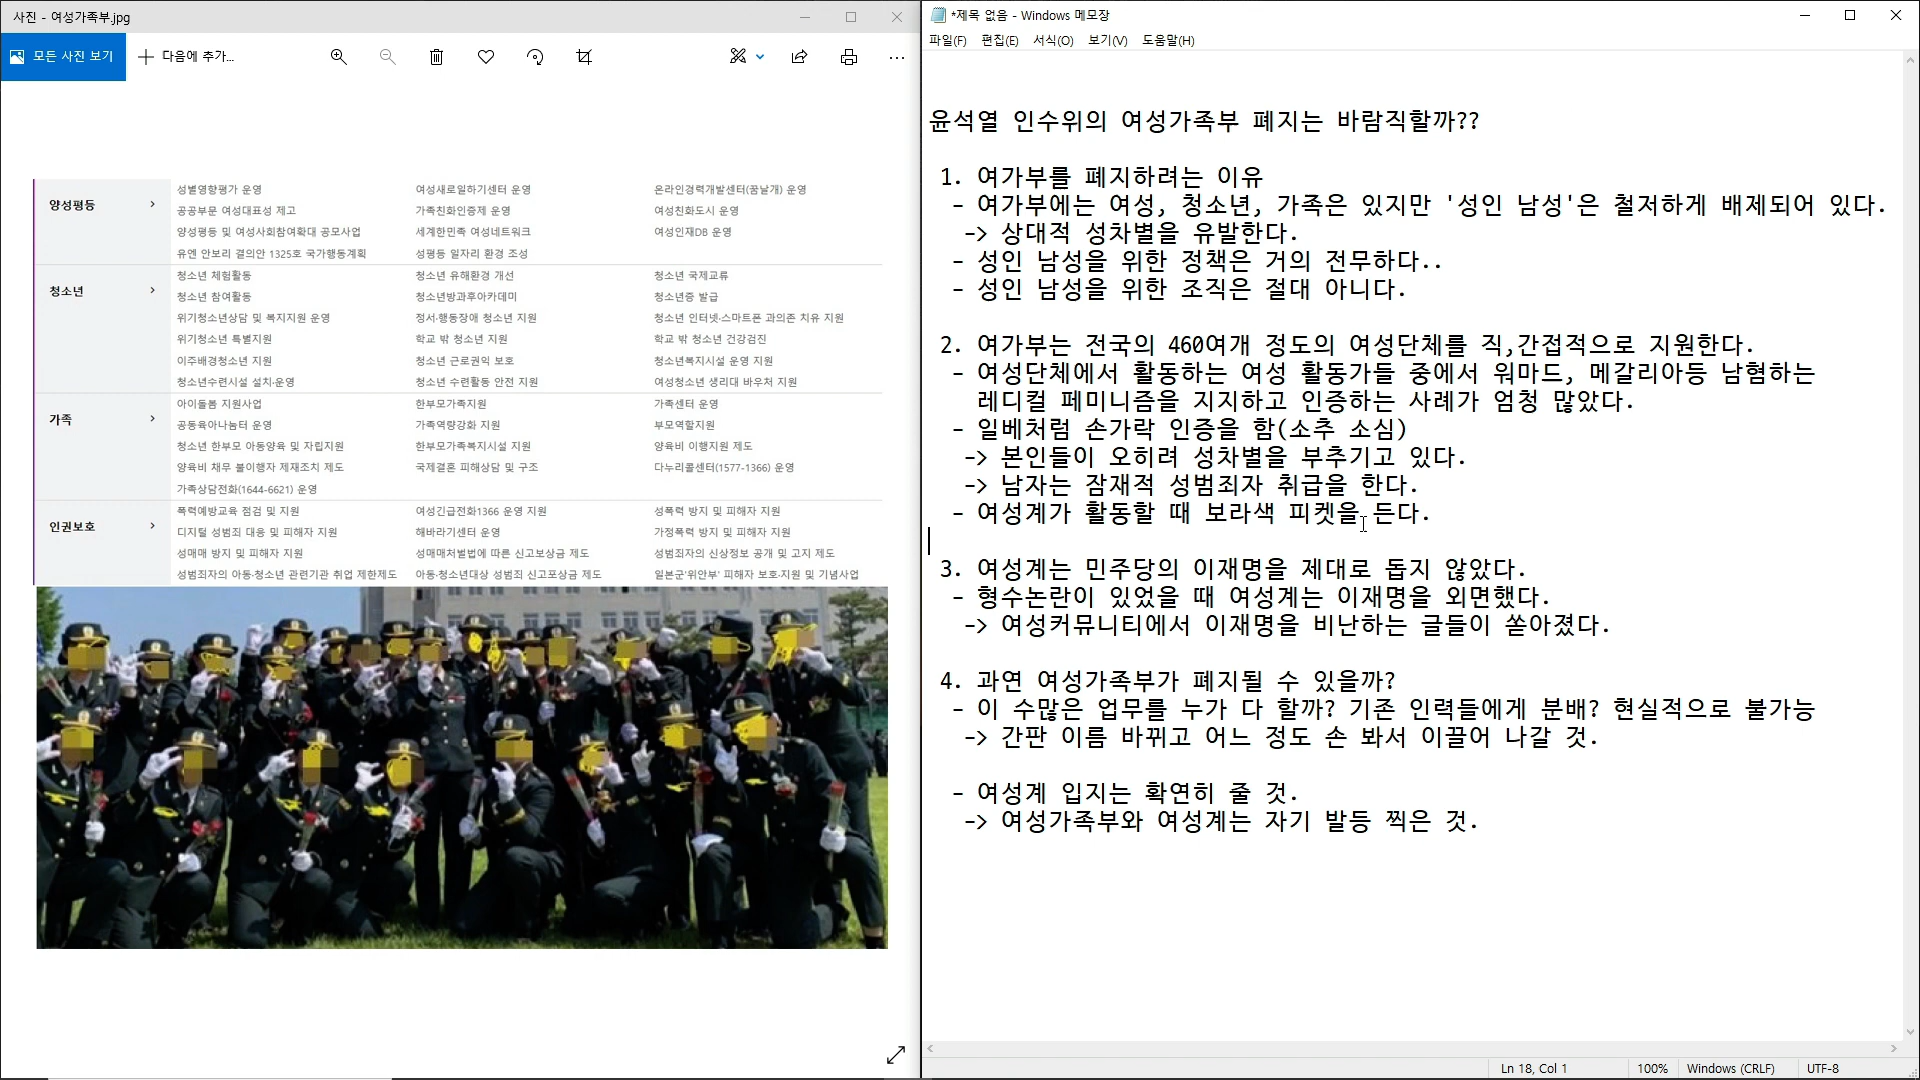 사진 - 여성가족부.jpg
모든 사진 보기
다음에 추가...
양성평등
성별영향평가 운영
여성새로일하기센터 운영
온라인경력개발센터(꿈날개) 운영
공공부문 여성대표성 제고
가족친화인증제 운영
여성친화도시 운영
양성평등 및 여성사회참여확대 공모사업
세계한민족 여성네트워크
여성인재DB 운영
유엔 안보리 결의안 1325호 국가행동계획
성평등 일자리 환경 조성
청소년
청소년 체험활동
청소년 유해환경 개선
청소년 국제교류
청소년 참여활동
청소년방과후아카데미
청소년증 발급
위기청소년상담 및 복지지원 운영
정서·행동장애 청소년 지원
청소년 인터넷·스마트폰 과의존 치유 지원
위기청소년 특별지원
학교 밖 청소년 지원
학교 밖 청소년 건강검진
이주배경청소년 지원
청소년 근로권익 보호
청소년복지시설 운영 지원
청소년수련시설 설치·운영
청소년 수련활동 안전 지원
여성청소년 생리대 바우처 지원
가족
아이돌봄 지원사업
한부모가족지원
가족센터 운영
공동육아나눔터 운영
가족역량강화 지원
부모역할지원
청소년 한부모 아동양육 및 자립지원
한부모가족복지시설 지원
양육비 이행지원 제도
양육비 채무 불이행자 제재조치 제도
국제결혼 피해상담 및 구조
다누리콜센터(1577-1366) 운영
가족상담전화(1644-6621) 운영
인권보호
폭력예방교육 점검 및 지원
여성긴급전화1366 운영 지원
성폭력 방지 및 피해자 지원
디지털 성범죄 대응 및 피해자 지원
해바라기센터 운영
가정폭력 방지 및 피해자 지원
성매매 방지 및 피해자 지원
성매매처벌법에 따른 신고보상금 제도
성범죄자의 신상정보 공개 및 고지 제도
성범죄자의 아동·청소년 관련기관 취업 제한제도
아동·청소년대상 성범죄 신고포상금 제도
일본군'위안부' 피해자 보호·지원 및 기념사업
*제목 없음 - Windows 메모장
파일(F) 편집(E) 서식(O) 보기(V) 도움말(H)
윤석열 인수위의 여성가족부 폐지는 바람직할까??
1. 여가부를 폐지하려는 이유
- 여가부에는 여성, 청소년, 가족은 있지만 '성인 남성'은 철저하게 배제되어 있다.
-> 상대적 성차별을 유발한다.
- 성인 남성을 위한 정책은 거의 전무하다..
- 성인 남성을 위한 조직은 절대 아니다.
2. 여가부는 전국의 460여개 정도의 여성단체를 직,간접적으로 지원한다.
- 여성단체에서 활동하는 여성 활동가들 중에서 워마드, 메갈리아등 남혐하는
레디컬 페미니즘을 지지하고 인증하는 사례가 엄청 많았다.
- 일베처럼 손가락 인증을 함(소추 소심)
-> 본인들이 오히려 성차별을 부추기고 있다.
-> 남자는 잠재적 성범죄자 취급을 한다.
- 여성계가 활동할 때 보라색 피켓을 든다.
3. 여성계는 민주당의 이재명을 제대로 돕지 않았다.
- 형수논란이 있었을 때 여성계는 이재명을 외면했다.
-> 여성커뮤니티에서 이재명을 비난하는 글들이 쏟아졌다.
4. 과연 여성가족부가 폐지될 수 있을까?
- 이 수많은 업무를 누가 다 할까? 기존 인력들에게 분배? 현실적으로 불가능
-> 간판 이름 바뀌고 어느 정도 손 봐서 이끌어 나갈 것.
- 여성계 입지는 확연히 줄 것.
-> 여성가족부와 여성계는 자기 발등 찍은 것.
Ln 18, Col 1
100%
Windows (CRLF)
UTF-8